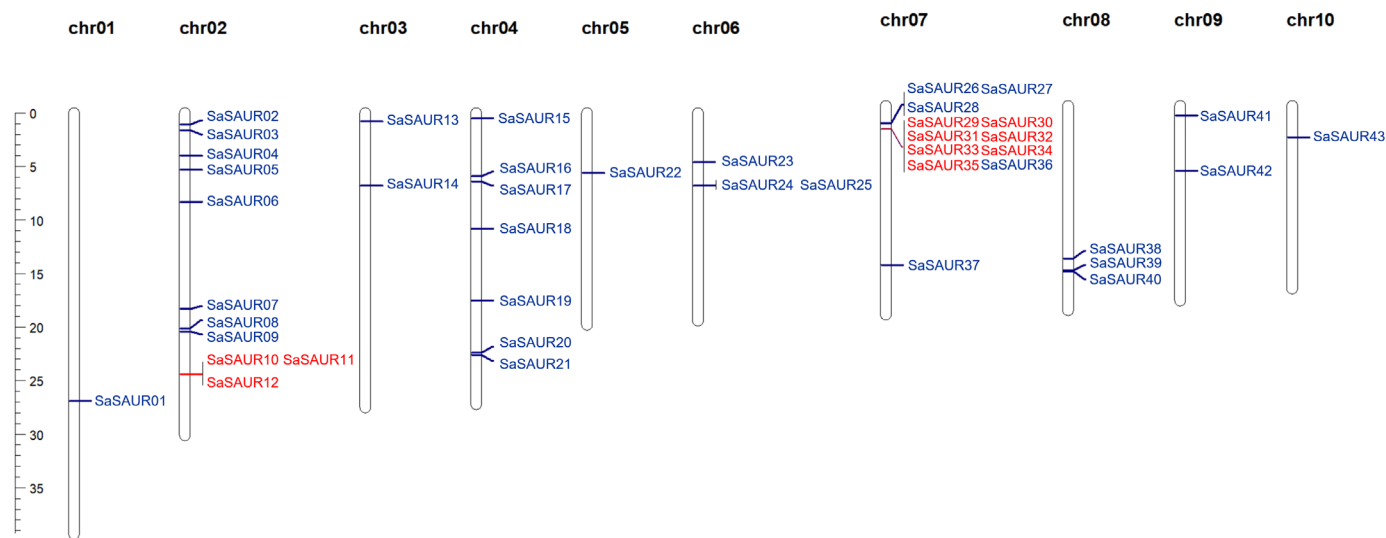 chr01 chr02 chr03 chr04 chr05 chr06 chr07 chr08 chr09 chr10
0
5
10
15
20
25
30
35
SaSAUR01
SaSAUR02
SaSAUR03
SaSAUR04
SaSAUR05
SaSAUR06
SaSAUR07
SaSAUR08
SaSAUR09
SaSAUR10 SaSAUR11
SaSAUR12
SaSAUR13
SaSAUR14
SaSAUR15
SaSAUR16
SaSAUR17
SaSAUR18
SaSAUR19
SaSAUR20
SaSAUR21
SaSAUR22
SaSAUR23
SaSAUR24 SaSAUR25
SaSAUR26 SaSAUR27
SaSAUR28
SaSAUR29 SaSAUR30
SaSAUR31 SaSAUR32
SaSAUR33 SaSAUR34
SaSAUR35 SaSAUR36
SaSAUR37
SaSAUR38
SaSAUR39
SaSAUR40
SaSAUR41
SaSAUR42
SaSAUR43